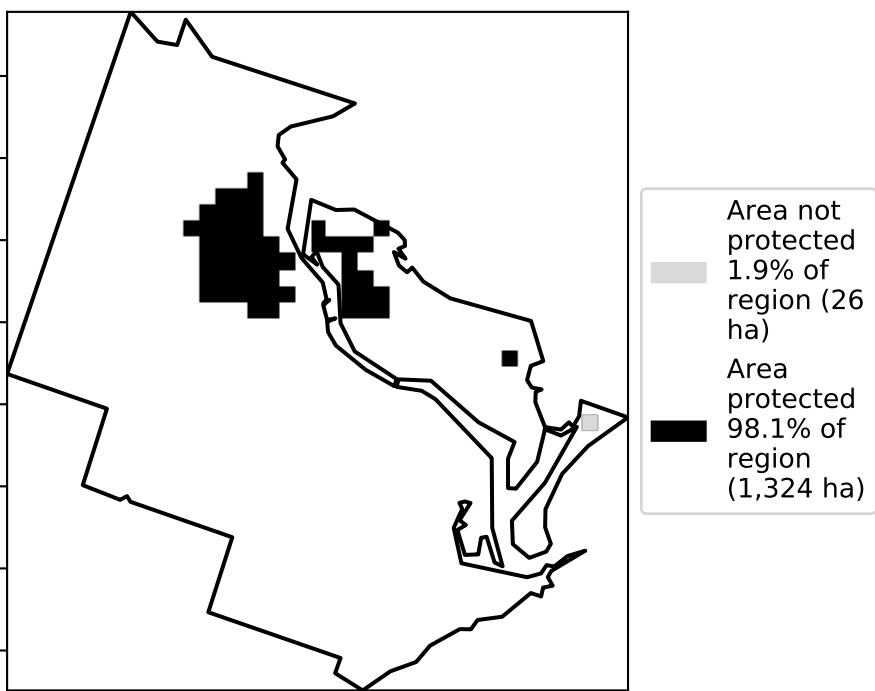 Area not
protected
1.9% of
region (26
ha)
Area
protected
98.1% of
region
(1,324 ha)